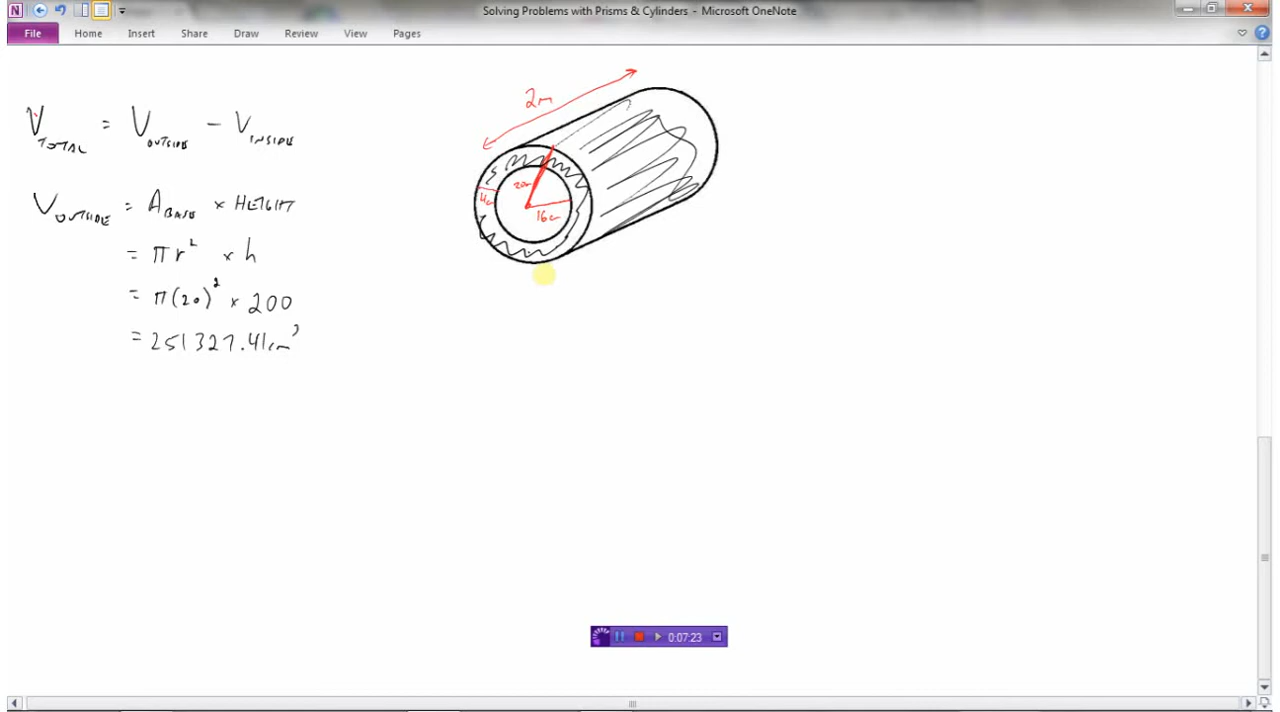 Solving Problems with Prisms & Cylinders - Microsoft OneNote
File Home Insert Share Draw Review View Pages
V TOTAL = V OUTSIDE - V INSIDE
V OUTSIDE = A BASE × HEIGHT
= πr² × h
= π(20)² × 200
= 251327.41cm³
2m
20cm
4cm
16cm
0:07:23